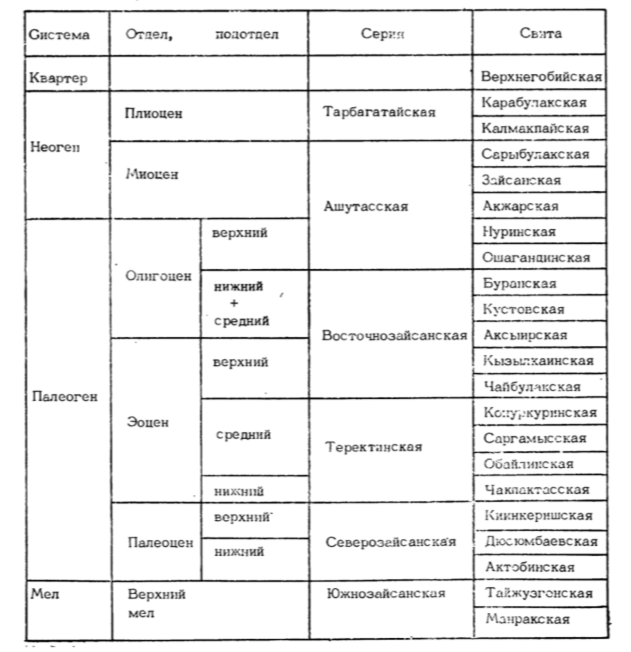 Система Отдел, подотдел Серия Свита
Квартер Верхнегобийская
Неоген Плиоцен Тарбагатайская Карабулакская
Калмакпайская
Миоцен Ашутасская Сарыбулакская
Зайсанская
Акжарская
Палеоген Олигоцен верхний Нуринская
Ошагандинская
нижний + средний Восточнозайсанская Буранская
Кустовская
Аксыирская
Эоцен верхний Кызылкаинская
Чайбулакская
средний Теректинская Конуркуринская
Саргамысская
Обайлинская
нижний Чакпактасская
Палеоцен верхний Северозайсанская Киинкеришская
нижний Дюсюмбаевская
Актобинская
Мел Верхний мел Южнозайсанская Тайжузгенская
Манракская